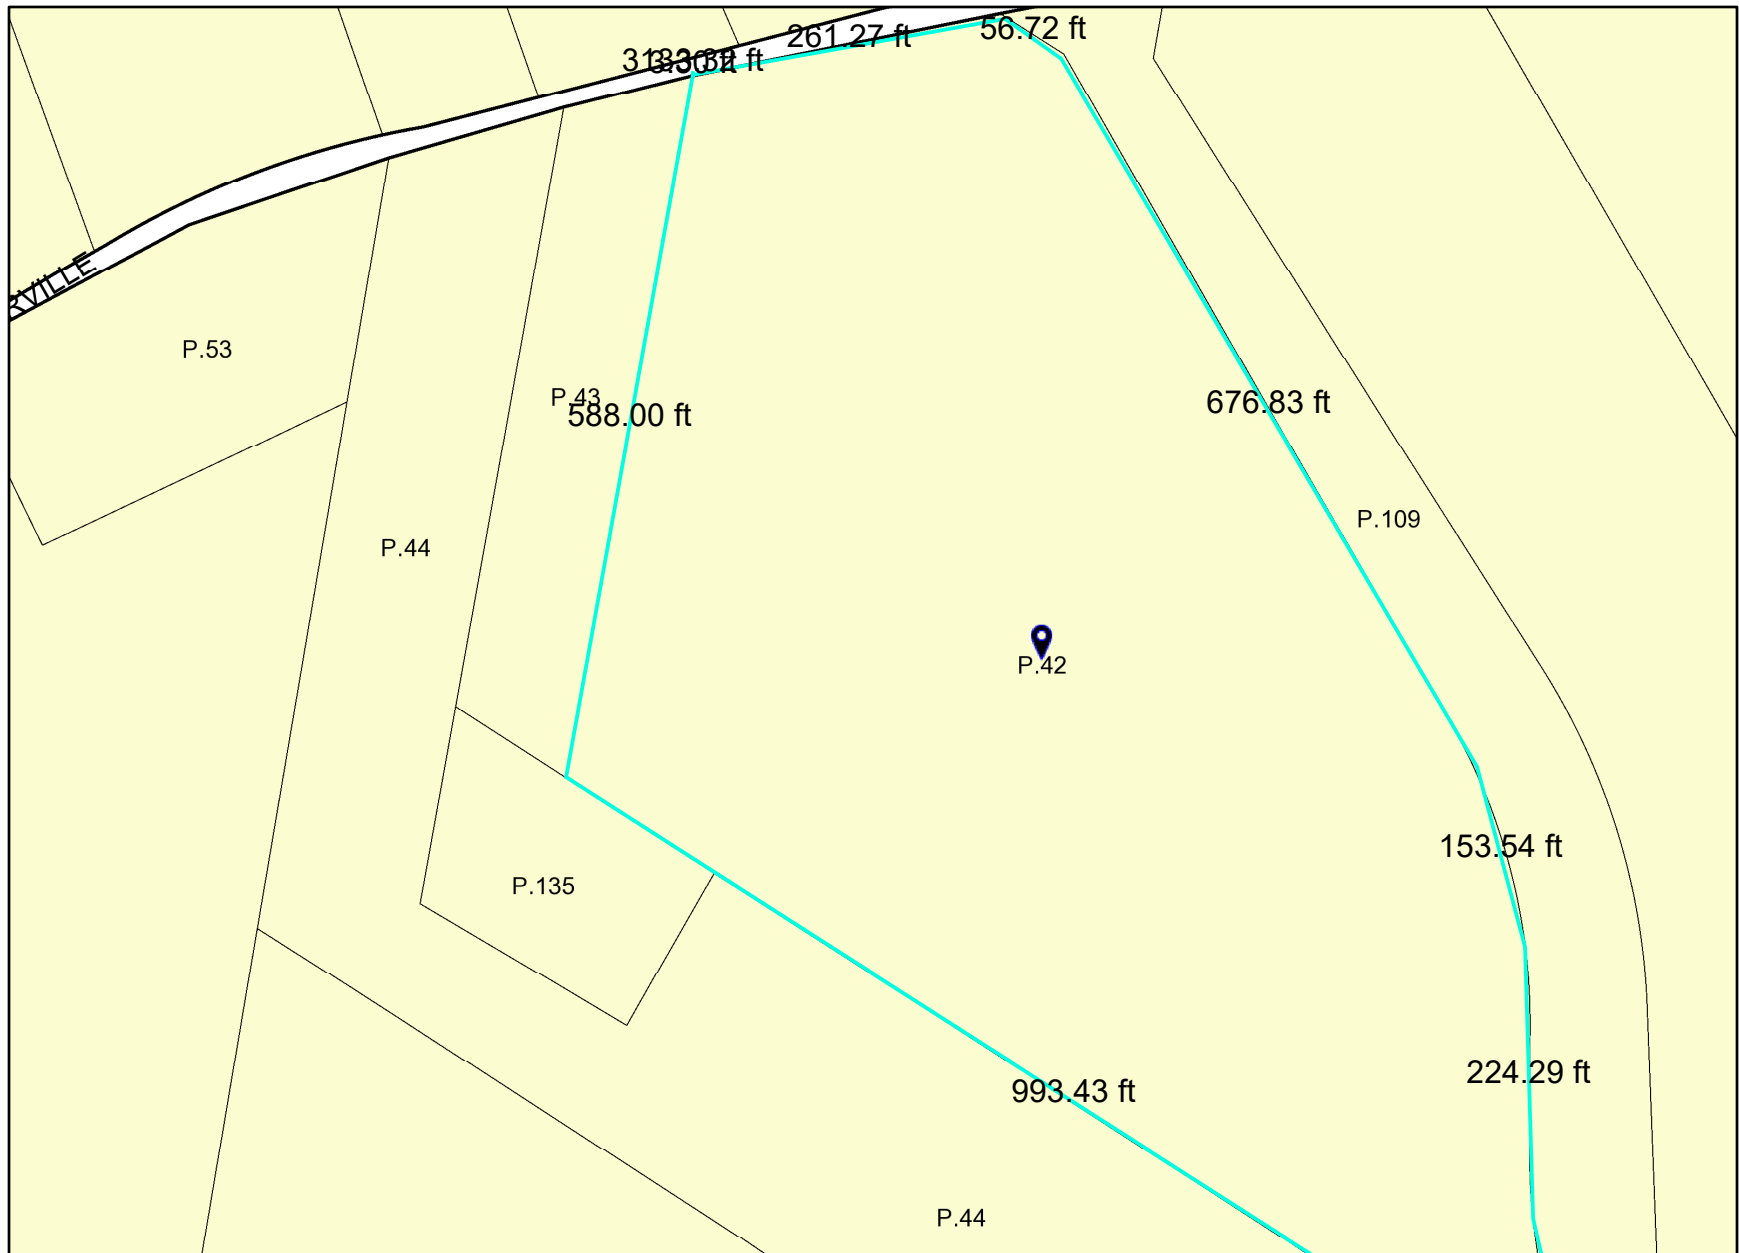 56.72 ft
261.27 ft
RVILLE
P.53
P.43
588.00 ft
676.83 ft
P.109
P.44
P.42
153.54 ft
P.135
224.29 ft
993.43 ft
P.44